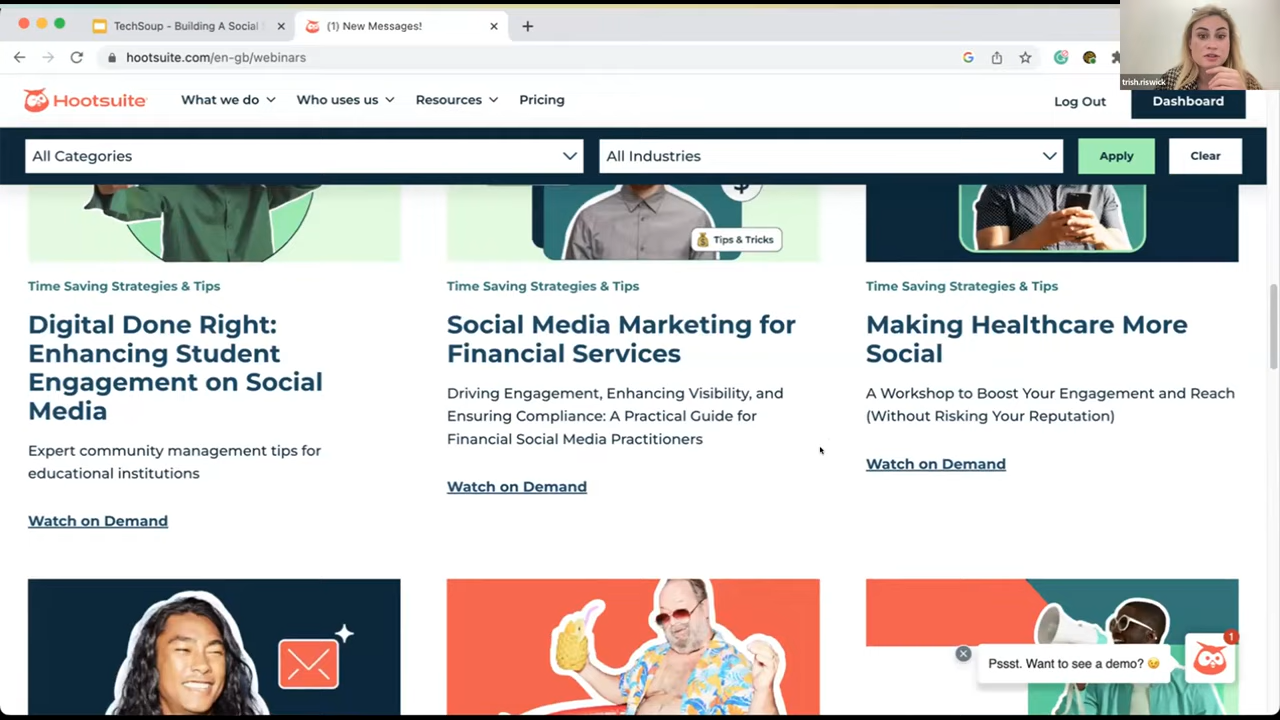 TechSoup - Building A Social
(1) New Messages!
hootsuite.com/en-gb/webinars
trish.riswick
Hootsuite
What we do
Who uses us
Resources
Pricing
Log Out
Dashboard
All Categories
All Industries
Apply
Clear
Tips & Tricks
Time Saving Strategies & Tips
Digital Done Right:
Enhancing Student
Engagement on Social
Media
Expert community management tips for
educational institutions
Watch on Demand
Time Saving Strategies & Tips
Social Media Marketing for
Financial Services
Driving Engagement, Enhancing Visibility, and
Ensuring Compliance: A Practical Guide for
Financial Social Media Practitioners
Watch on Demand
Time Saving Strategies & Tips
Making Healthcare More
Social
A Workshop to Boost Your Engagement and Reach
(Without Risking Your Reputation)
Watch on Demand
Pssst. Want to see a demo? 😉
1